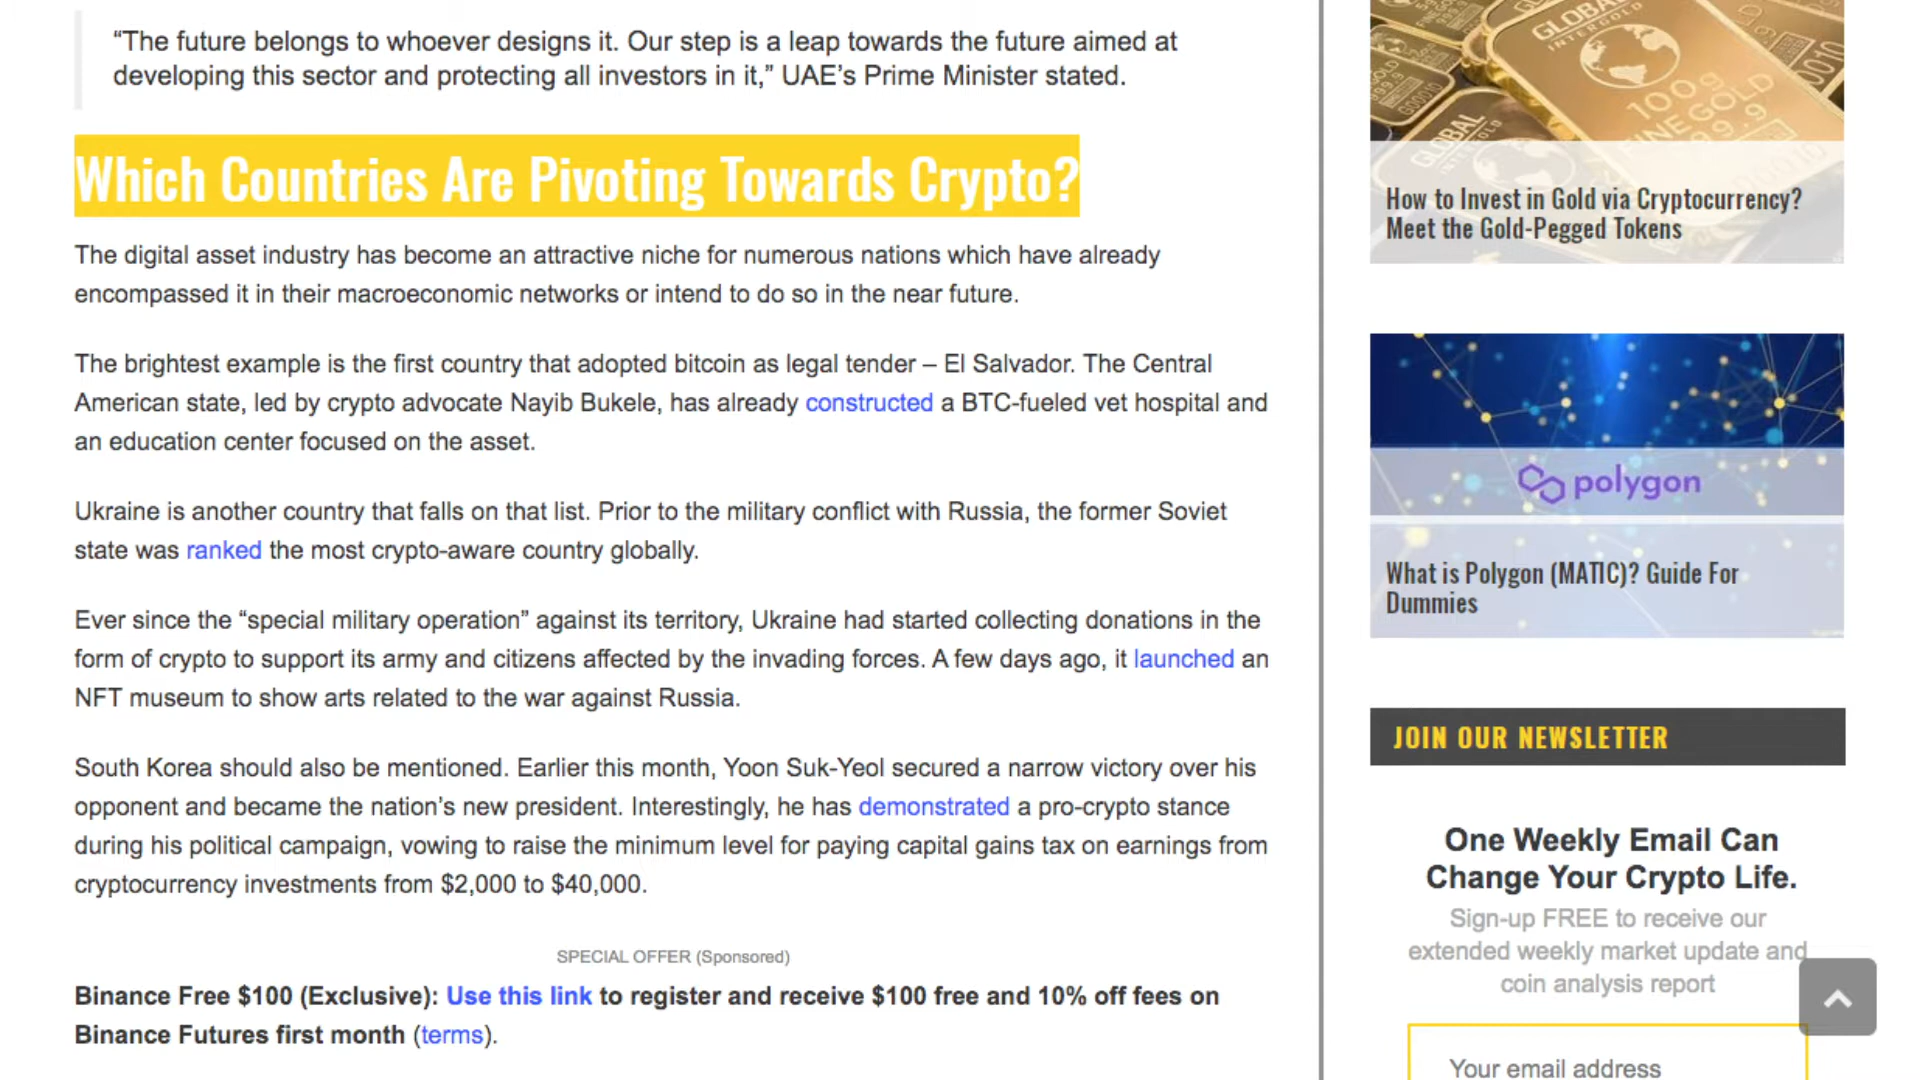 “The future belongs to whoever designs it. Our step is a leap towards the future aimed at
developing this sector and protecting all investors in it,” UAE’s Prime Minister stated.
Which Countries Are Pivoting Towards Crypto?
The digital asset industry has become an attractive niche for numerous nations which have already
encompassed it in their macroeconomic networks or intend to do so in the near future.
The brightest example is the first country that adopted bitcoin as legal tender – El Salvador. The Central
American state, led by crypto advocate Nayib Bukele, has already constructed a BTC-fueled vet hospital and
an education center focused on the asset.
Ukraine is another country that falls on that list. Prior to the military conflict with Russia, the former Soviet
state was ranked the most crypto-aware country globally.
Ever since the “special military operation” against its territory, Ukraine had started collecting donations in the
form of crypto to support its army and citizens affected by the invading forces. A few days ago, it launched an
NFT museum to show arts related to the war against Russia.
South Korea should also be mentioned. Earlier this month, Yoon Suk-Yeol secured a narrow victory over his
opponent and became the nation’s new president. Interestingly, he has demonstrated a pro-crypto stance
during his political campaign, vowing to raise the minimum level for paying capital gains tax on earnings from
cryptocurrency investments from $2,000 to $40,000.
SPECIAL OFFER (Sponsored)
Binance Free $100 (Exclusive): Use this link to register and receive $100 free and 10% off fees on
Binance Futures first month (terms).
GLOBAL
INTERGOLD
100g
FINE GOLD
999.9
GLOBAL
How to Invest in Gold via Cryptocurrency?
Meet the Gold-Pegged Tokens
polygon
What is Polygon (MATIC)? Guide For
Dummies
JOIN OUR NEWSLETTER
One Weekly Email Can
Change Your Crypto Life.
Sign-up FREE to receive our
extended weekly market update and
coin analysis report
Your email address